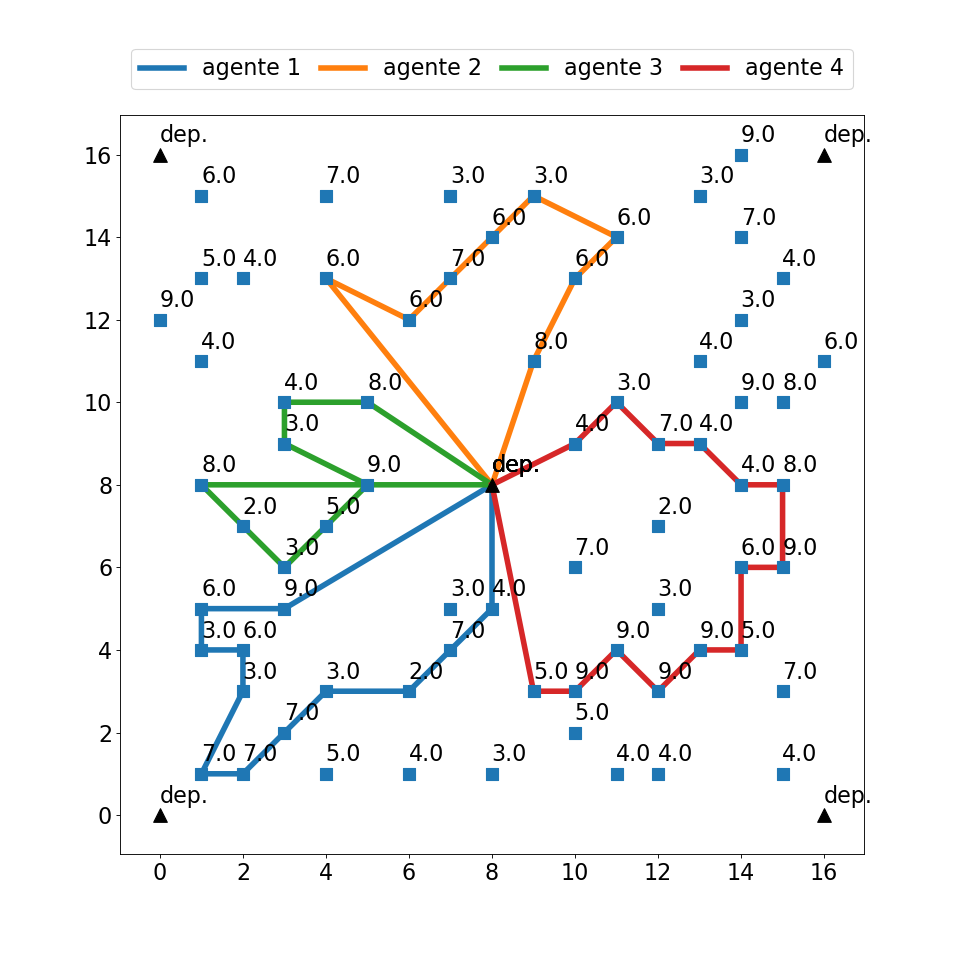 agente 1 agente 2 agente 3 agente 4
9.0
16 dep. dep.
6.0 7.0 3.0 3.0 3.0
14 6.0 6.0 7.0
5.0 4.0 6.0 7.0 6.0 4.0
12 9.0 6.0 3.0
4.0 8.0 4.0 6.0
10 4.0 8.0 3.0 9.0 8.0
3.0 4.0 7.0 4.0
8 8.0 9.0 dep. 4.0 8.0
2.0 5.0 2.0
6 3.0 7.0 6.0 9.0
6.0 9.0 3.0 4.0 3.0
4 3.0 6.0 7.0 9.0 9.0 5.0
3.0 3.0 2.0 5.0 9.0 9.0 7.0
2 7.0 5.0
7.0 7.0 5.0 4.0 3.0 4.0 4.0 4.0
0 dep. dep.
0 2 4 6 8 10 12 14 16